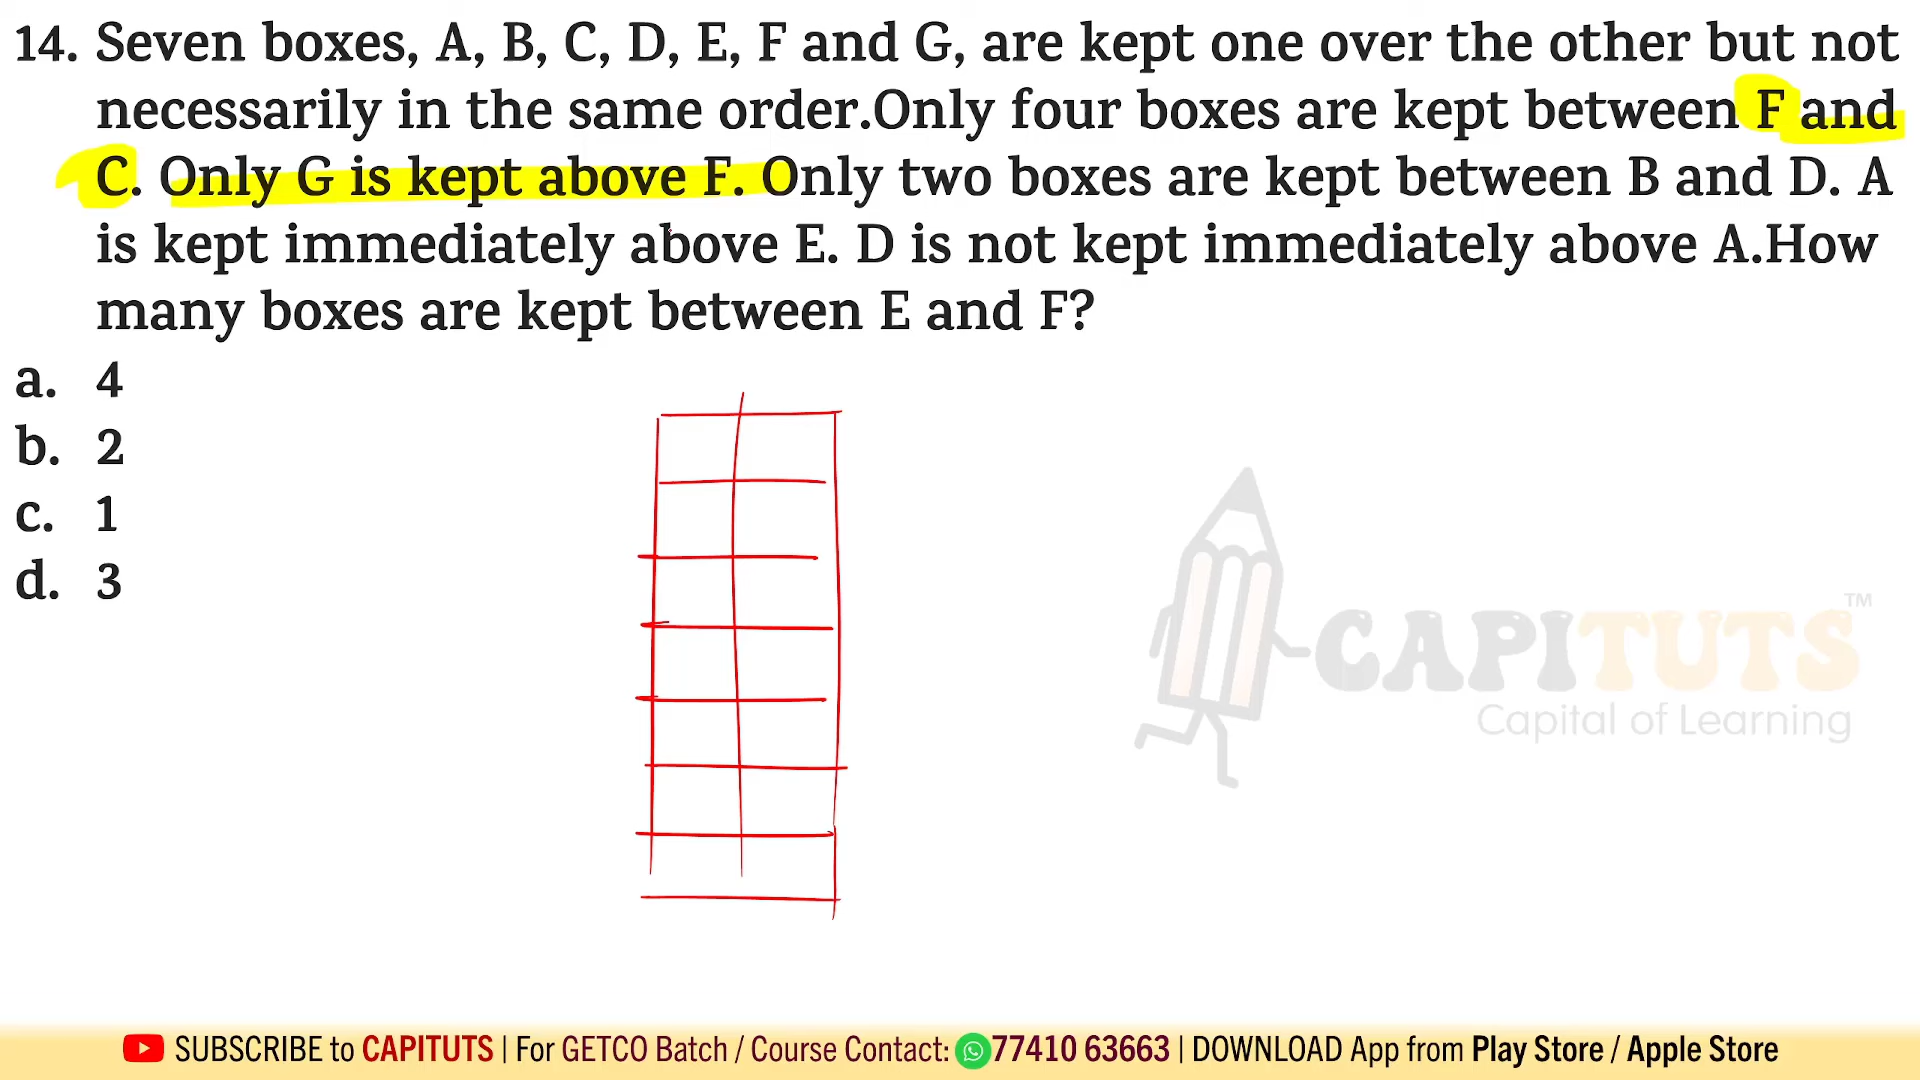 14. Seven boxes, A, B, C, D, E, F and G, are kept one over the other but not
necessarily in the same order.Only four boxes are kept between F and
C. Only G is kept above F. Only two boxes are kept between B and D. A
is kept immediately above E. D is not kept immediately above A.How
many boxes are kept between E and F?
a. 4
b. 2
c. 1
d. 3
CAPITUTS™
Capital of Learning
SUBSCRIBE to CAPITUTS | For GETCO Batch / Course Contact: 77410 63663 | DOWNLOAD App from Play Store / Apple Store